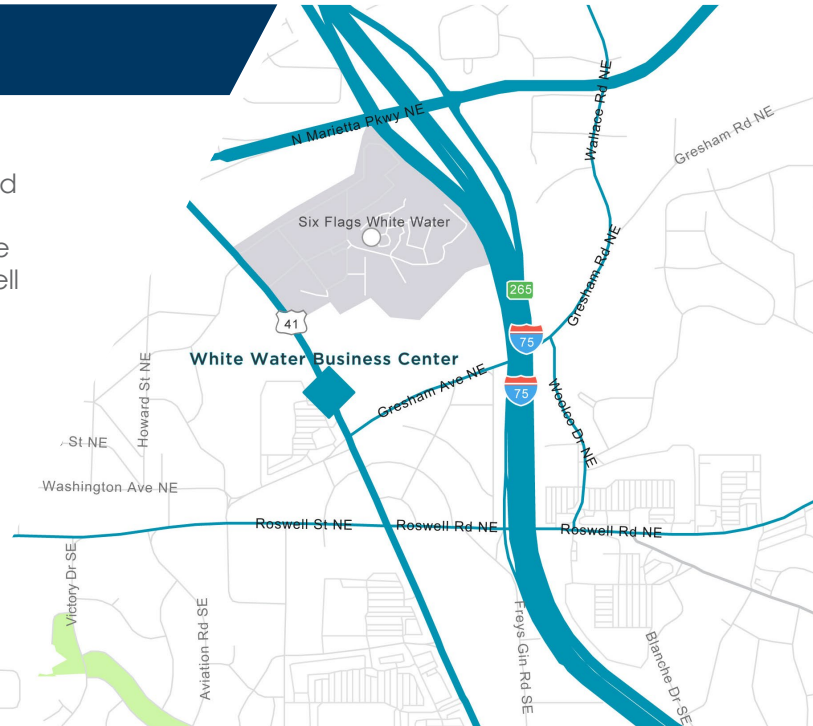 d
e
ell
N Marietta Pkwy NE
Wallace Rd NE
Gresham Rd NE
Six Flags White Water
Gresham Rd NE
265
41
75
White Water Business Center
75
Gresham Ave NE
Howard St NE
Woolco Dr NE
St NE
Washington Ave NE
Roswell St NE
Roswell Rd NE
Roswell Rd NE
Victory Dr SE
Aviation Rd SE
Freys Gin Rd SE
Blanche Dr SE